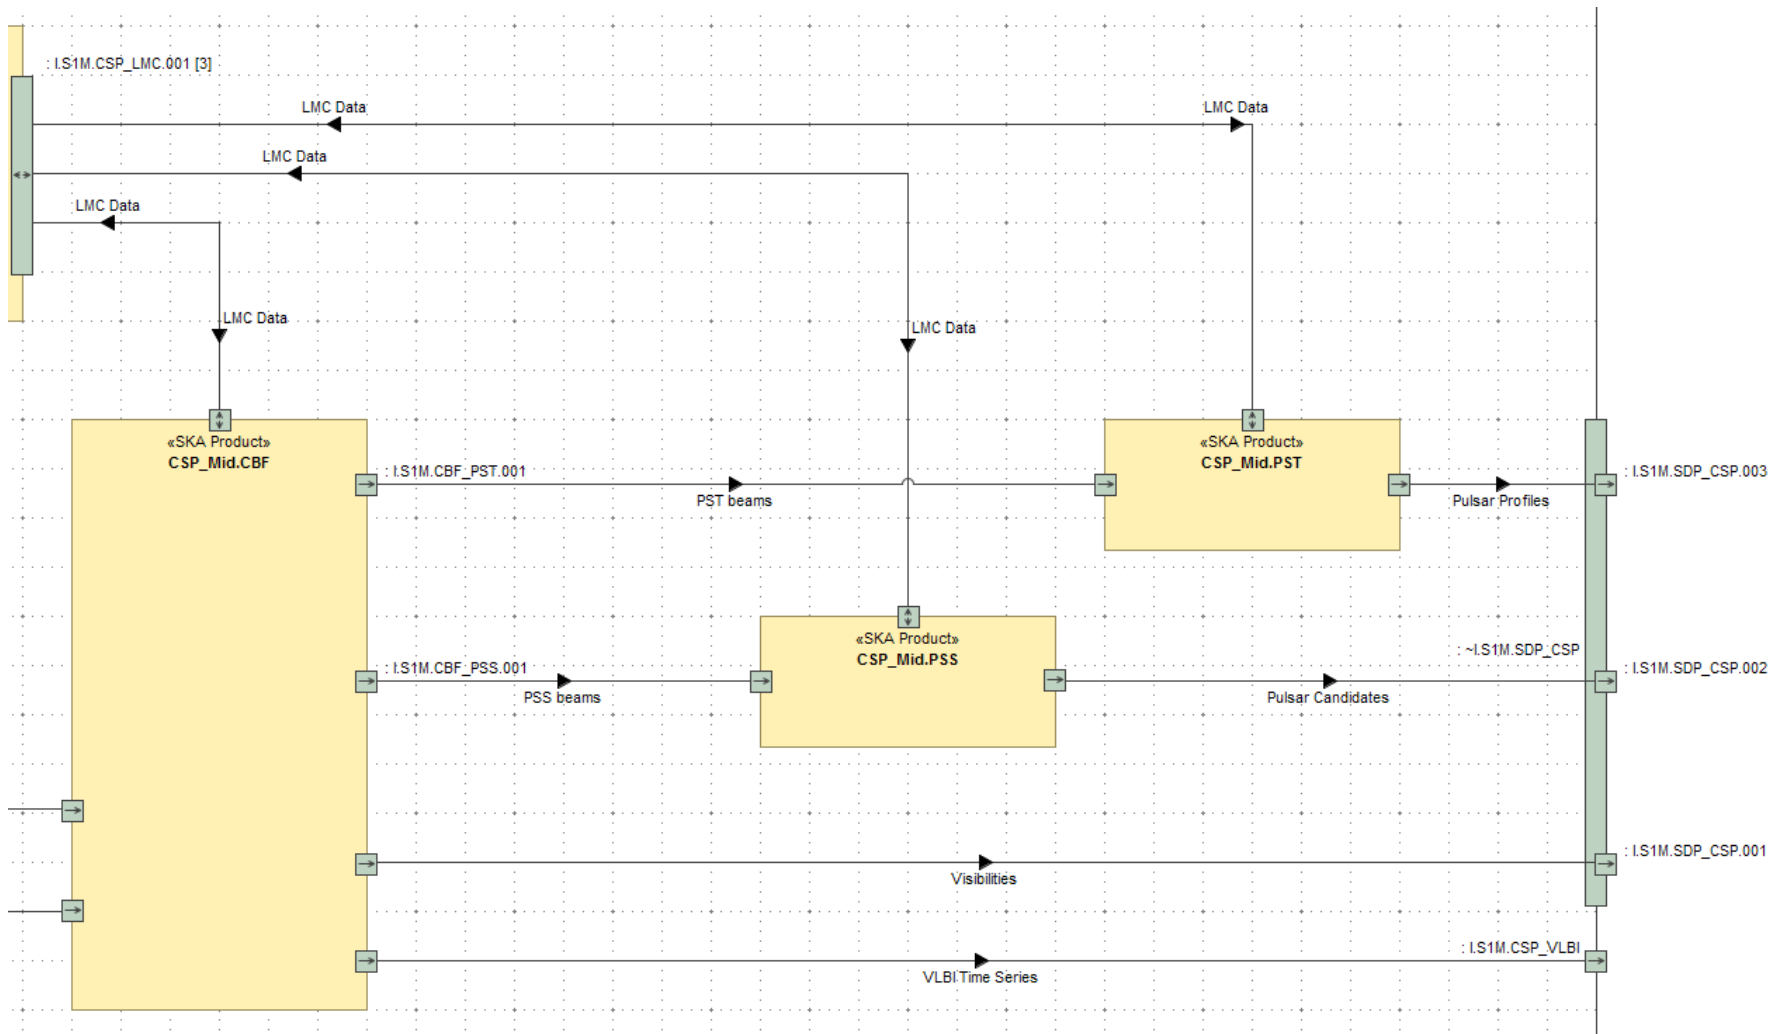 : I.S1M.CSP_LMC.001 [3]
LMC Data
LMC Data
LMC Data
LMC Data
LMC Data
LMC Data
«SKA Product»
CSP_Mid.CBF
«SKA Product»
CSP_Mid.PST
: I.S1M.CBF_PST.001
: I.S1M.SDP_CSP.003
PST beams
Pulsar Profiles
«SKA Product»
CSP_Mid.PSS
: ~I.S1M.SDP_CSP
: I.S1M.CBF_PSS.001
: I.S1M.SDP_CSP.002
PSS beams
Pulsar Candidates
: I.S1M.SDP_CSP.001
Visibilities
: I.S1M.CSP_VLBI
VLBI Time Series